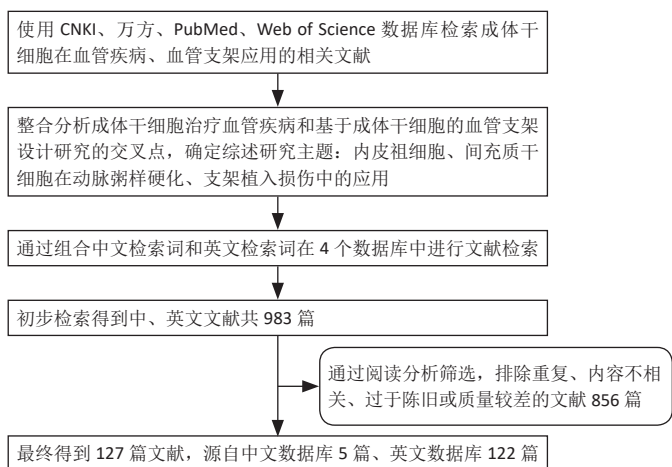 使用 CNKI、万方、PubMed、Web of Science 数据库检索成体干
细胞在血管疾病、血管支架应用的相关文献
整合分析成体干细胞治疗血管疾病和基于成体干细胞的血管支架
设计研究的交叉点，确定综述研究主题：内皮祖细胞、间充质干
细胞在动脉粥样硬化、支架植入损伤中的应用
通过组合中文检索词和英文检索词在 4 个数据库中进行文献检索
初步检索得到中、英文文献共 983 篇
通过阅读分析筛选，排除重复、内容不相
关、过于陈旧或质量较差的文献 856 篇
最终得到 127 篇文献，源自中文数据库 5 篇、英文数据库 122 篇